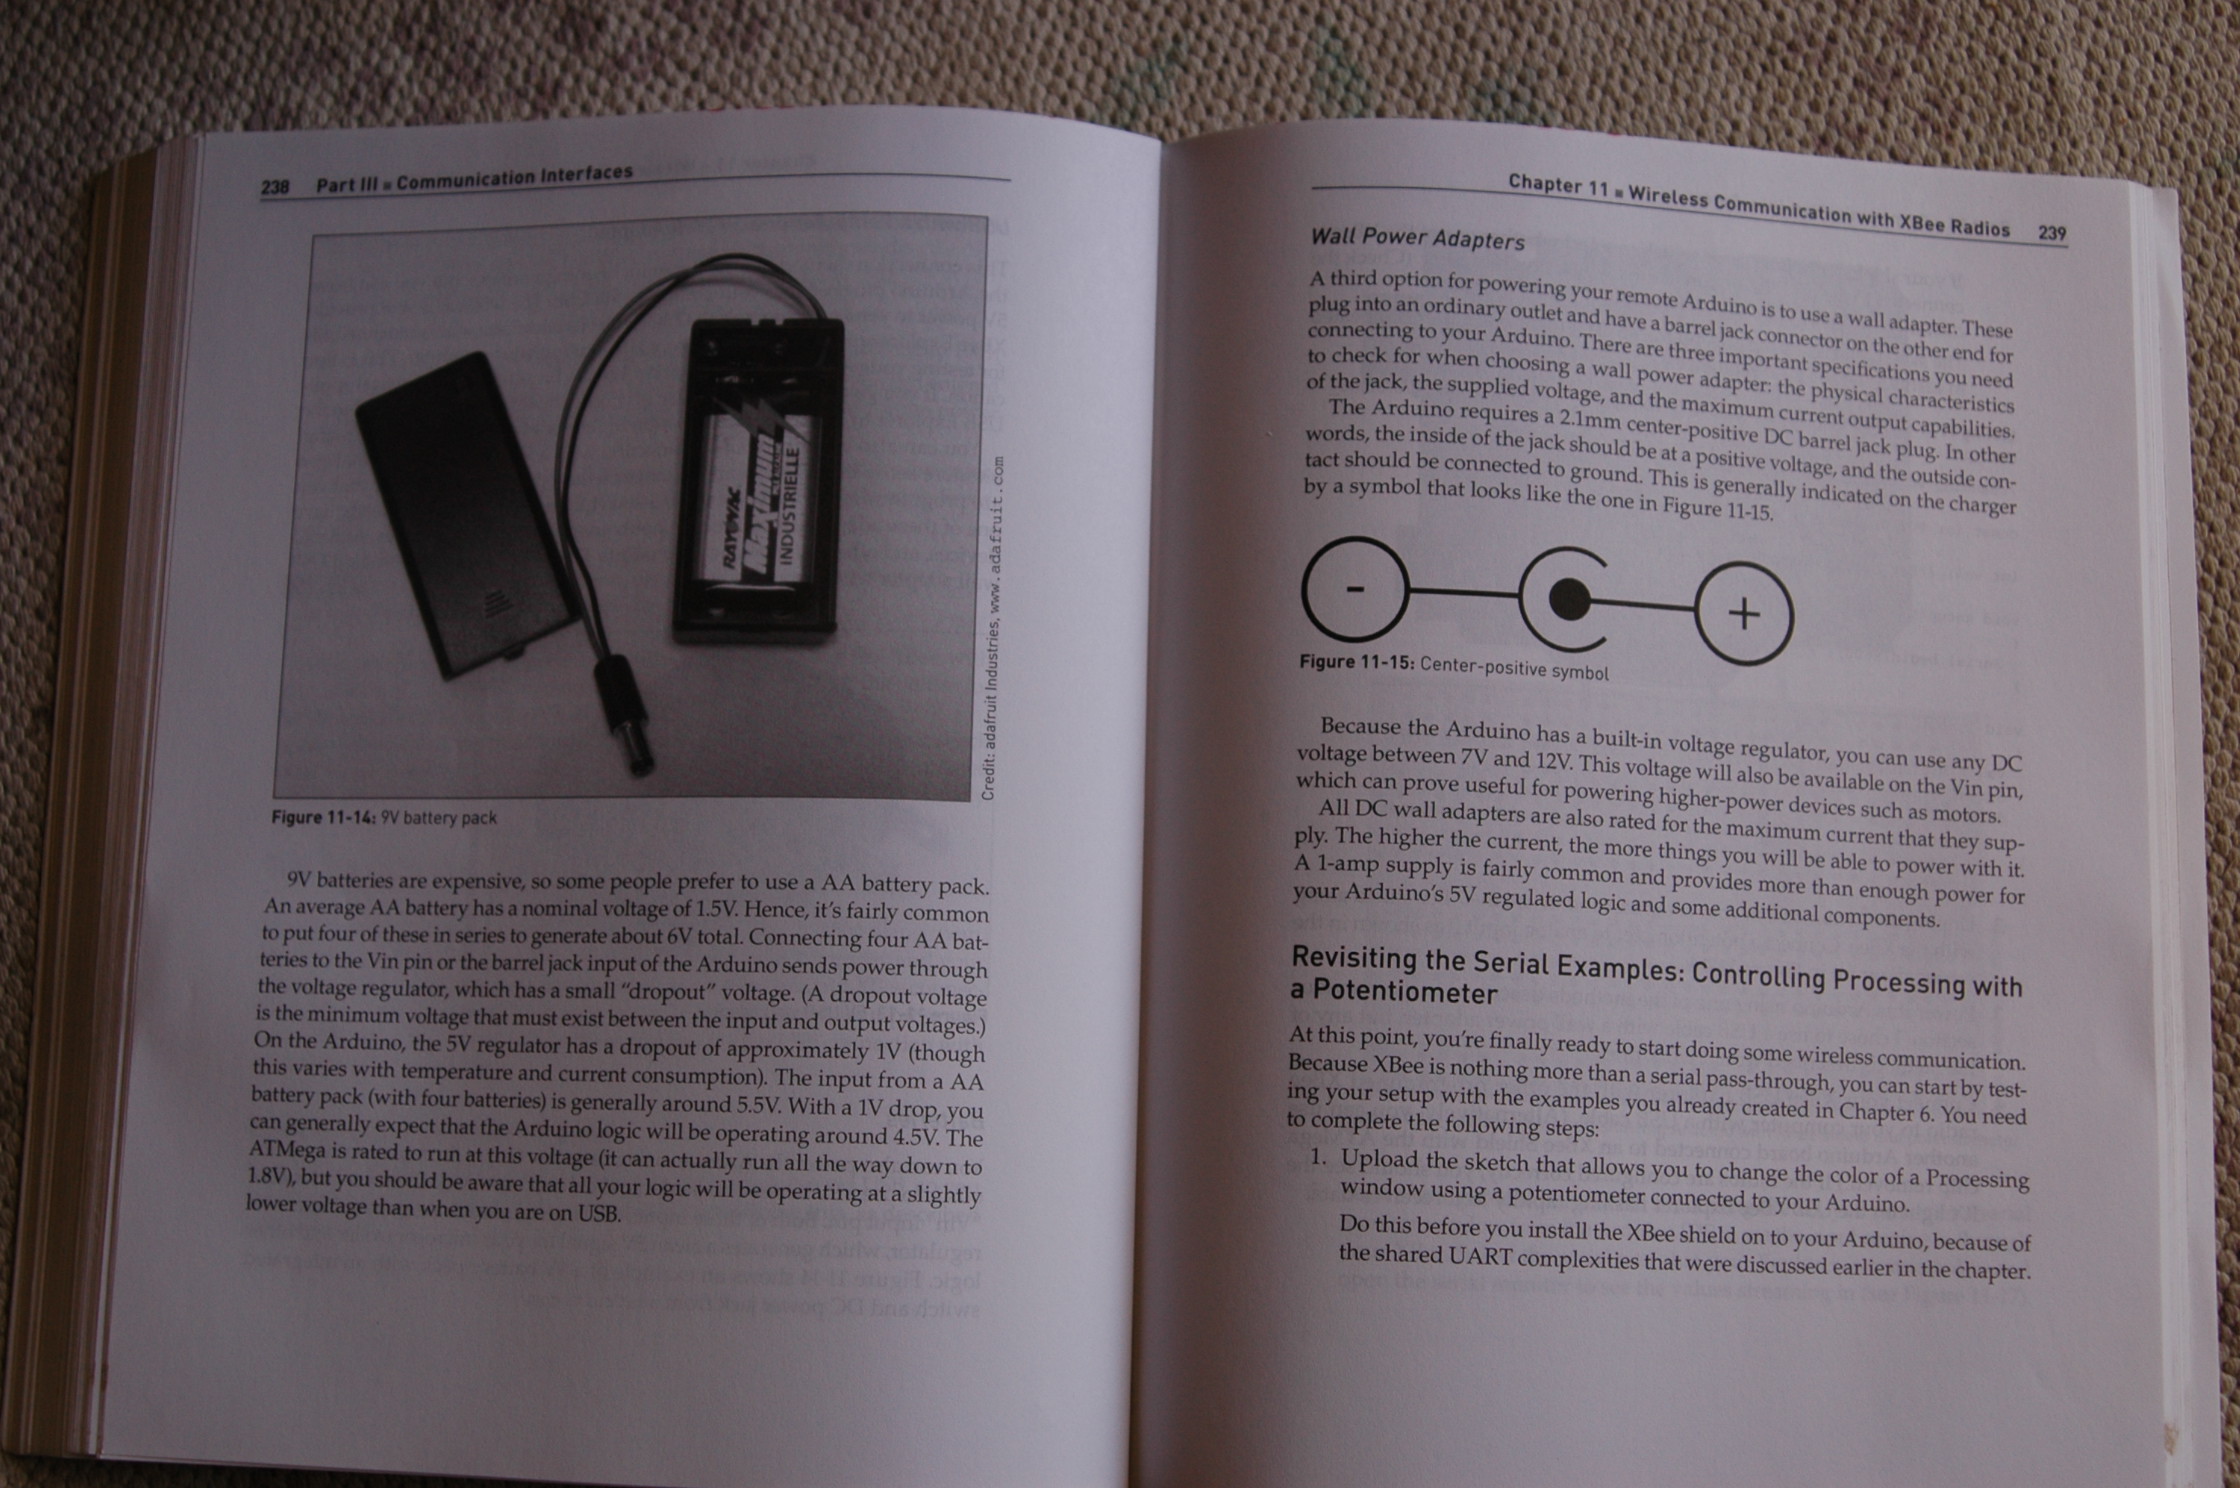 238 Part III ■ Communication Interfaces
RAYOVAC
Maximum
INDUSTRIELLE
Credit: adafruit Industries, www.adafruit.com
Figure 11-14: 9V battery pack
9V batteries are expensive, so some people prefer to use a AA battery pack.
An average AA battery has a nominal voltage of 1.5V. Hence, it's fairly common
to put four of these in series to generate about 6V total. Connecting four AA bat-
teries to the Vin pin or the barrel jack input of the Arduino sends power through
the voltage regulator, which has a small "dropout" voltage. (A dropout voltage
is the minimum voltage that must exist between the input and output voltages.)
On the Arduino, the 5V regulator has a dropout of approximately 1V (though
this varies with temperature and current consumption). The input from a AA
battery pack (with four batteries) is generally around 5.5V. With a 1V drop, you
can generally expect that the Arduino logic will be operating around 4.5V. The
ATMega is rated to run at this voltage (it can actually run all the way down to
1.8V), but you should be aware that all your logic will be operating at a slightly
lower voltage than when you are on USB.
Chapter 11 ■ Wireless Communication with XBee Radios 239
Wall Power Adapters
A third option for powering your remote Arduino is to use a wall adapter. These
plug into an ordinary outlet and have a barrel jack connector on the other end for
connecting to your Arduino. There are three important specifications you need
to check for when choosing a wall power adapter: the physical characteristics
of the jack, the supplied voltage, and the maximum current output capabilities.
The Arduino requires a 2.1mm center-positive DC barrel jack plug. In other
words, the inside of the jack should be at a positive voltage, and the outside con-
tact should be connected to ground. This is generally indicated on the charger
by a symbol that looks like the one in Figure 11-15.
- +
Figure 11-15: Center-positive symbol
Because the Arduino has a built-in voltage regulator, you can use any DC
voltage between 7V and 12V. This voltage will also be available on the Vin pin,
which can prove useful for powering higher-power devices such as motors.
All DC wall adapters are also rated for the maximum current that they sup-
ply. The higher the current, the more things you will be able to power with it.
A 1-amp supply is fairly common and provides more than enough power for
your Arduino's 5V regulated logic and some additional components.
Revisiting the Serial Examples: Controlling Processing with
a Potentiometer
At this point, you're finally ready to start doing some wireless communication.
Because XBee is nothing more than a serial pass-through, you can start by test-
ing your setup with the examples you already created in Chapter 6. You need
to complete the following steps:
1. Upload the sketch that allows you to change the color of a Processing
window using a potentiometer connected to your Arduino.
Do this before you install the XBee shield on to your Arduino, because of
the shared UART complexities that were discussed earlier in the chapter.